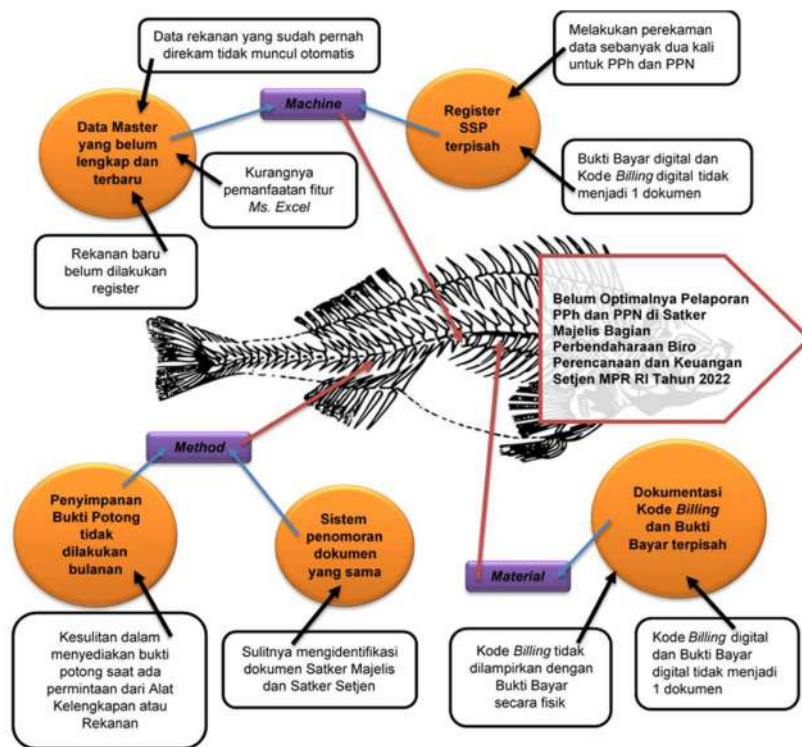 Data rekanan yang sudah pernah
direkam tidak muncul otomatis
Melakukan perekaman
data sebanyak dua kali
untuk PPh dan PPN
Machine
Data Master
yang belum
lengkap dan
terbaru
Register
SSP
terpisah
Kurangnya
pemanfaatan fitur
Ms. Excel
Bukti Bayar digital dan
Kode Billing digital tidak
menjadi 1 dokumen
Rekanan baru
belum dilakukan
register
Belum Optimalnya Pelaporan
PPh dan PPN di Satker
Majelis Bagian
Perbendaharaan Biro
Perencanaan dan Keuangan
Setjen MPR RI Tahun 2022
Method
Penyimpanan
Bukti Potong
tidak
dilakukan
bulanan
Sistem
penomoran
dokumen
yang sama
Dokumentasi
Kode Billing
dan Bukti
Bayar terpisah
Material
Kesulitan dalam
menyediakan bukti
potong saat ada
permintaan dari Alat
Kelengkapan atau
Rekanan
Sulitnya mengidentifikasi
dokumen Satker Majelis
dan Satker Setjen
Kode Billing tidak
dilampirkan dengan
Bukti Bayar
secara fisik
Kode Billing digital
dan Bukti Bayar
digital tidak menjadi
1 dokumen